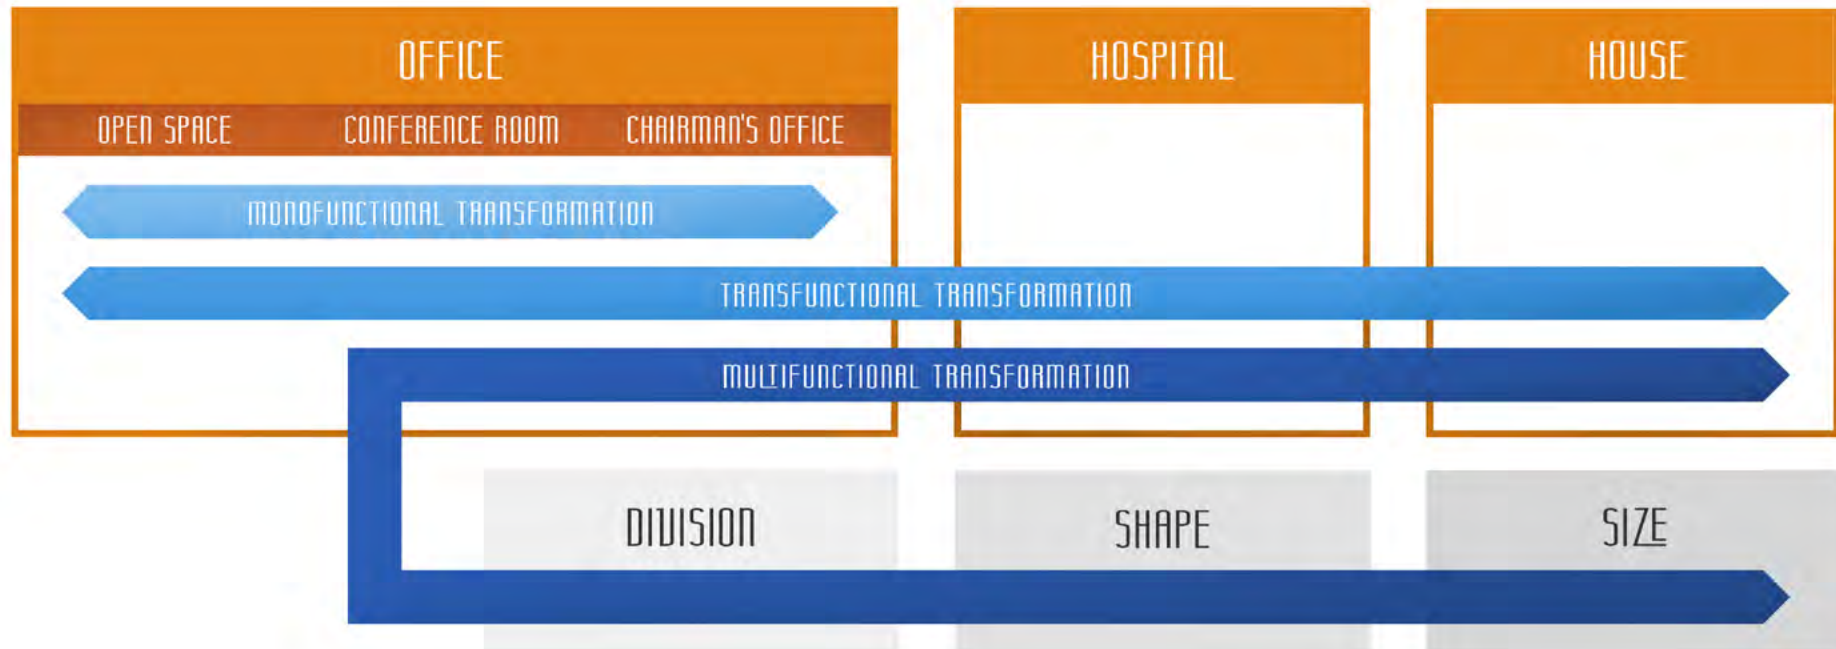 OFFICE
HOSPITAL
HOUSE
OPEN SPACE
CONFERENCE ROOM
CHAIRMAN'S OFFICE
MONOFUNCTIONAL TRANSFORMATION
TRANSFUNCTIONAL TRANSFORMATION
MULTIFUNCTIONAL TRANSFORMATION
DIVISION
SHAPE
SIZE